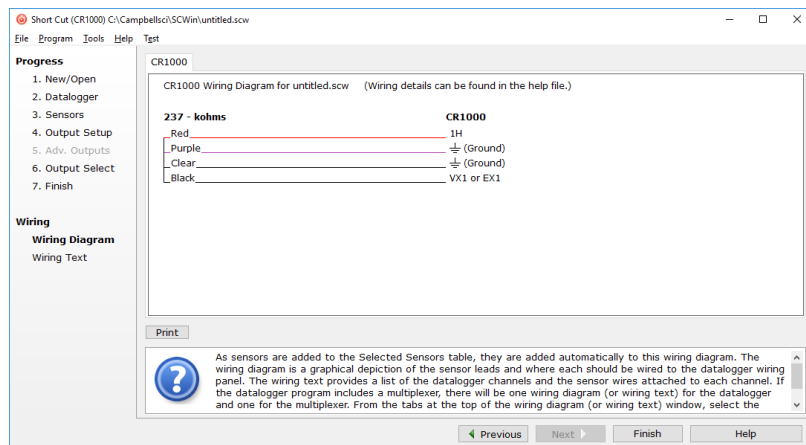 Short Cut (CR1000) C:\Campbellsci\SCWin\untitled.scw
File Program Tools Help Test
Progress
1. New/Open
2. Datalogger
3. Sensors
4. Output Setup
5. Adv. Outputs
6. Output Select
7. Finish
Wiring
Wiring Diagram
Wiring Text
CR1000
CR1000 Wiring Diagram for untitled.scw (Wiring details can be found in the help file.)
237 - kohms CR1000
Red 1H
Purple (Ground)
Clear (Ground)
Black VX1 or EX1
Print
As sensors are added to the Selected Sensors table, they are added automatically to this wiring diagram. The
wiring diagram is a graphical depiction of the sensor leads and where each should be wired to the datalogger wiring
panel. The wiring text provides a list of the datalogger channels and the sensor wires attached to each channel. If
the datalogger program includes a multiplexer, there will be one wiring diagram (or wiring text) for the datalogger
and one for the multiplexer. From the tabs at the top of the wiring diagram (or wiring text) window, select the
Previous Next Finish Help